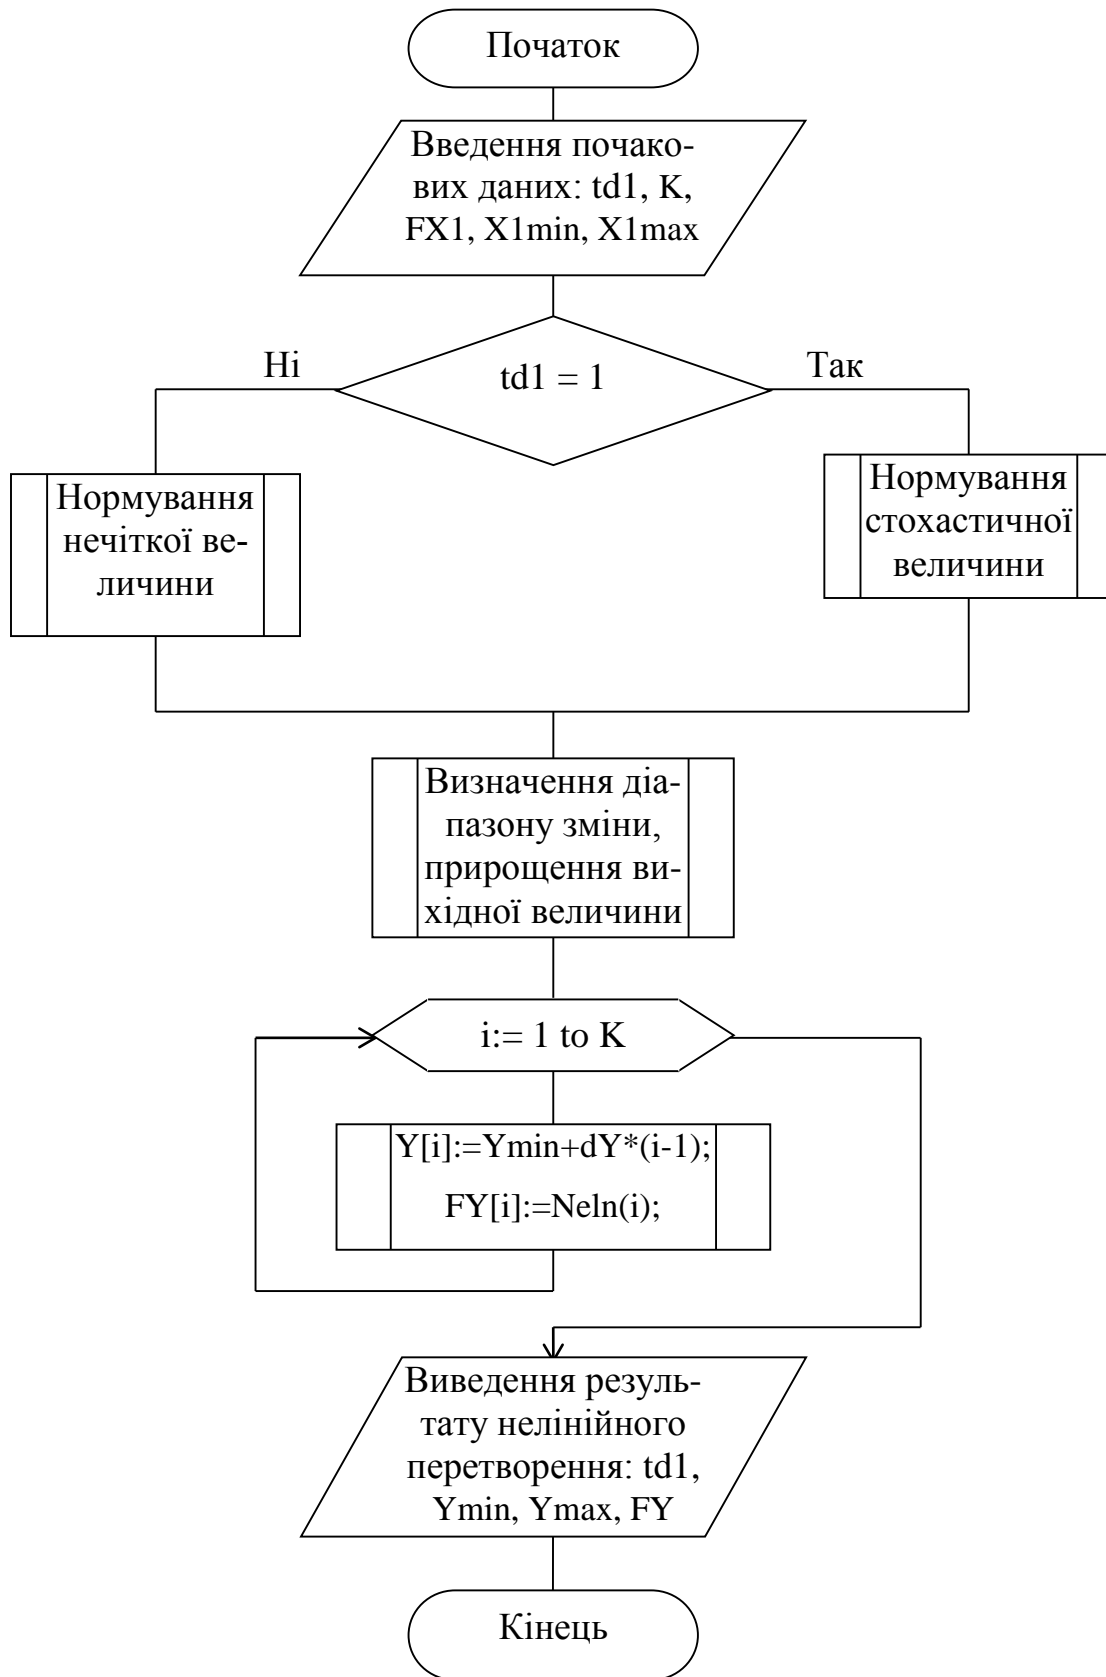 Початок
Введення почако-
вих даних: td1, K,
FX1, X1min, X1max
Ні
td1 = 1
Так
Нормування
нечіткої ве-
личини
Нормування
стохастичної
величини
Визначення діа-
пазону зміни,
прирощення ви-
хідної величини
i:= 1 to K
Y[i]:=Ymin+dY*(i-1);
FY[i]:=Neln(i);
Виведення резуль-
тату нелінійного
перетворення: td1,
Ymin, Ymax, FY
Кінець